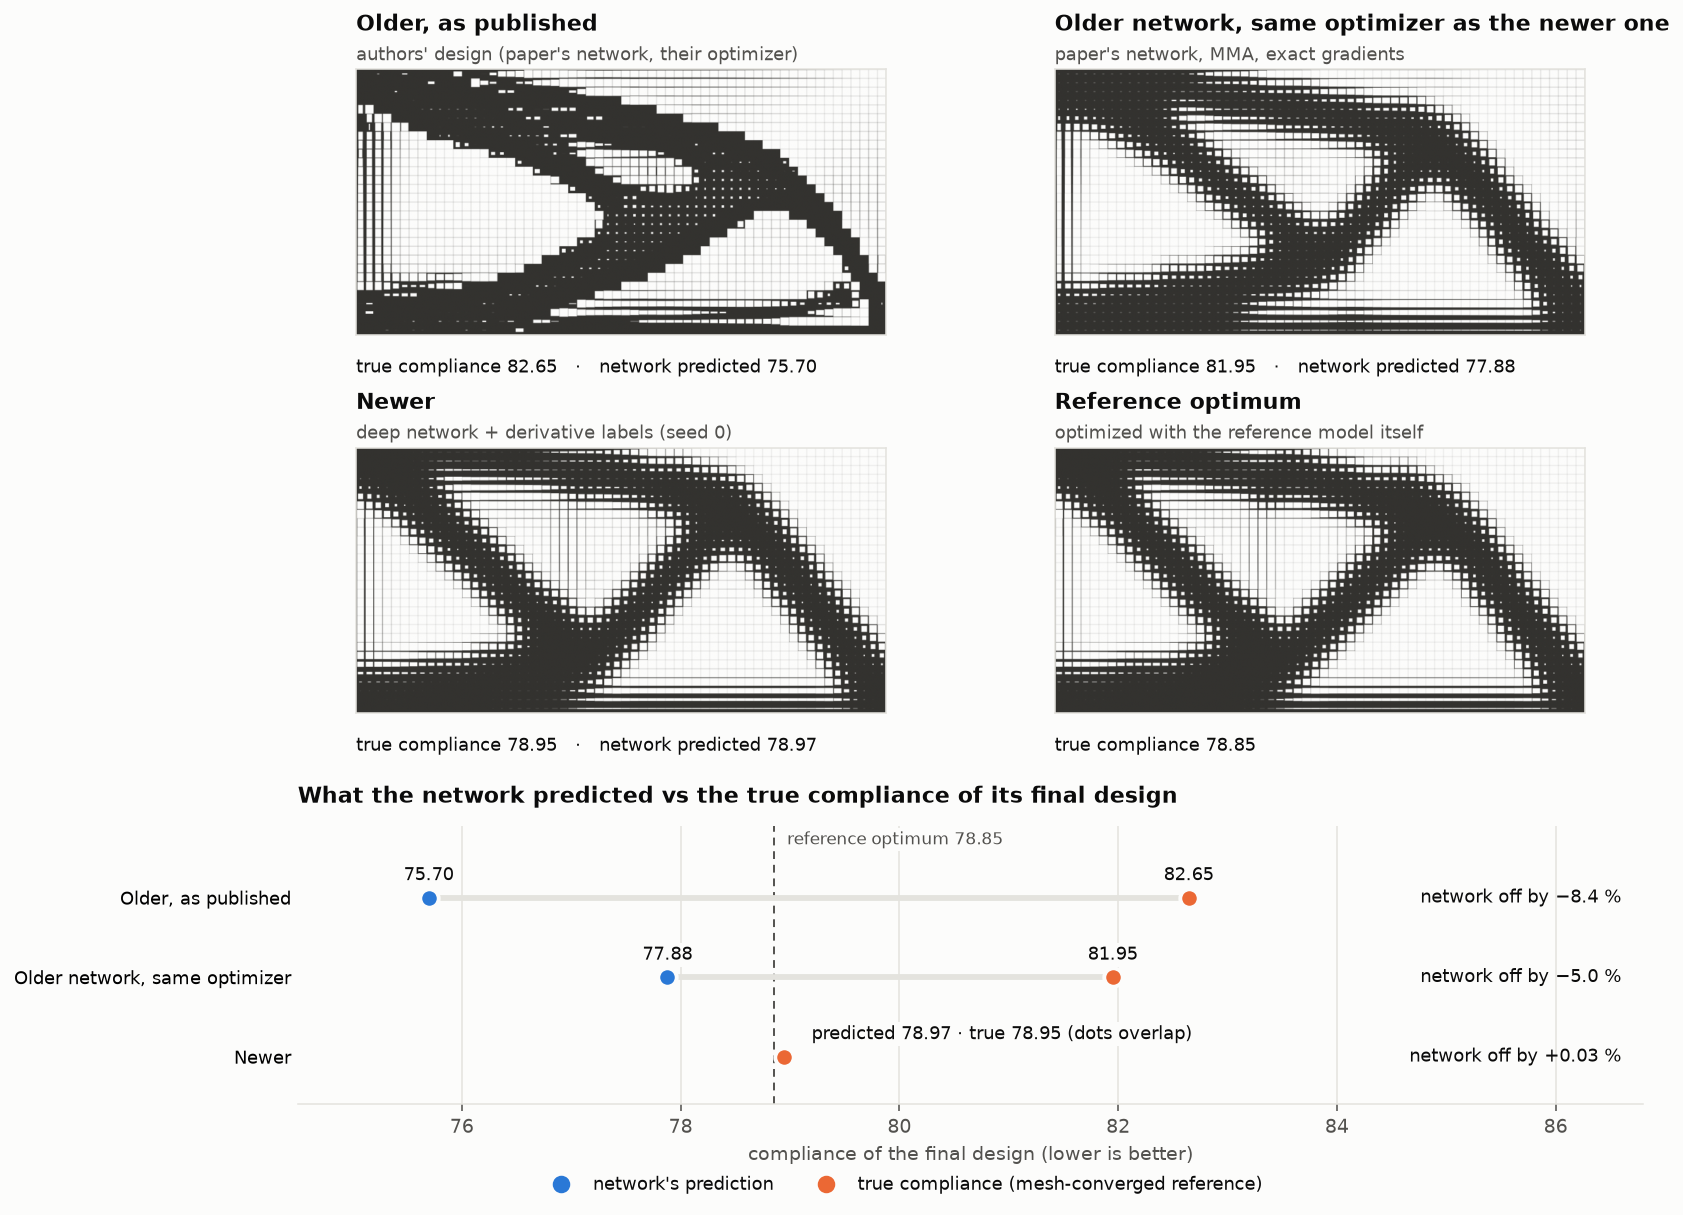 Older, as published
authors' design (paper's network, their optimizer)
true compliance 82.65 · network predicted 75.70
Older network, same optimizer as the newer one
paper's network, MMA, exact gradients
true compliance 81.95 · network predicted 77.88
Newer
deep network + derivative labels (seed 0)
true compliance 78.95 · network predicted 78.97
Reference optimum
optimized with the reference model itself
true compliance 78.85
What the network predicted vs the true compliance of its final design
reference optimum 78.85
75.70
82.65
Older, as published
network off by −8.4 %
77.88
81.95
Older network, same optimizer
network off by −5.0 %
predicted 78.97 · true 78.95 (dots overlap)
Newer
network off by +0.03 %
76
78
80
82
84
86
compliance of the final design (lower is better)
network's prediction
true compliance (mesh-converged reference)